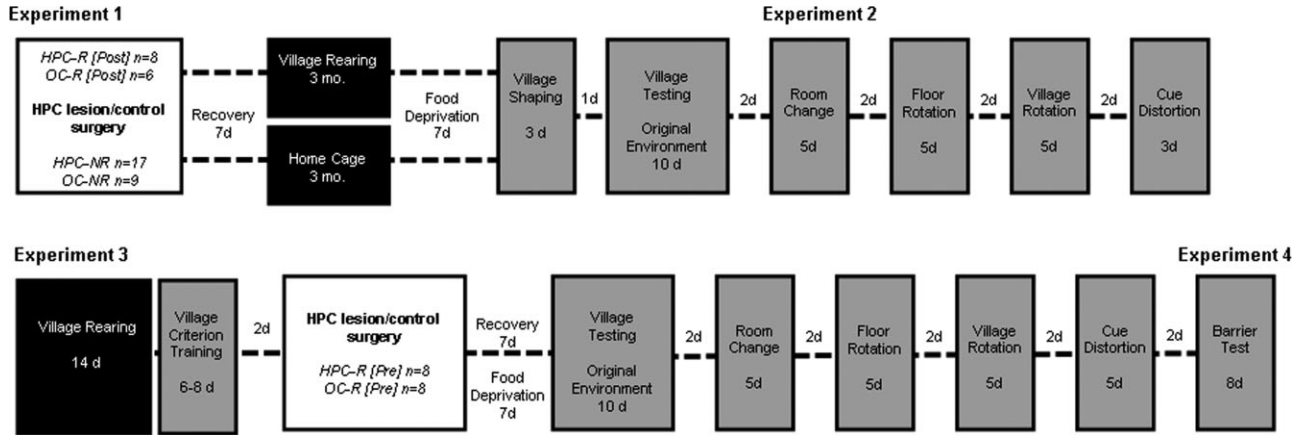 Experiment 1
Experiment 2
HPC-R [Post] n=8
OC-R [Post] n=6
HPC lesion/control
surgery
HPC-NR n=17
OC-NR n=9
Recovery
7d
Village Rearing
3 mo.
Home Cage
3 mo.
Food
Deprivation
7d
Village
Shaping
3 d
1d
Village
Testing
Original
Environment
10 d
2d
Room
Change
5d
2d
Floor
Rotation
5d
2d
Village
Rotation
5d
2d
Cue
Distortion
3d
Experiment 3
Experiment 4
Village Rearing
14 d
Village
Criterion
Training
6-8 d
2d
HPC lesion/control
surgery
HPC-R [Pre] n=8
OC-R [Pre] n=8
Recovery
7d
Food
Deprivation
7d
Village
Testing
Original
Environment
10 d
2d
Room
Change
5d
2d
Floor
Rotation
5d
2d
Village
Rotation
5d
2d
Cue
Distortion
5d
2d
Barrier
Test
8d